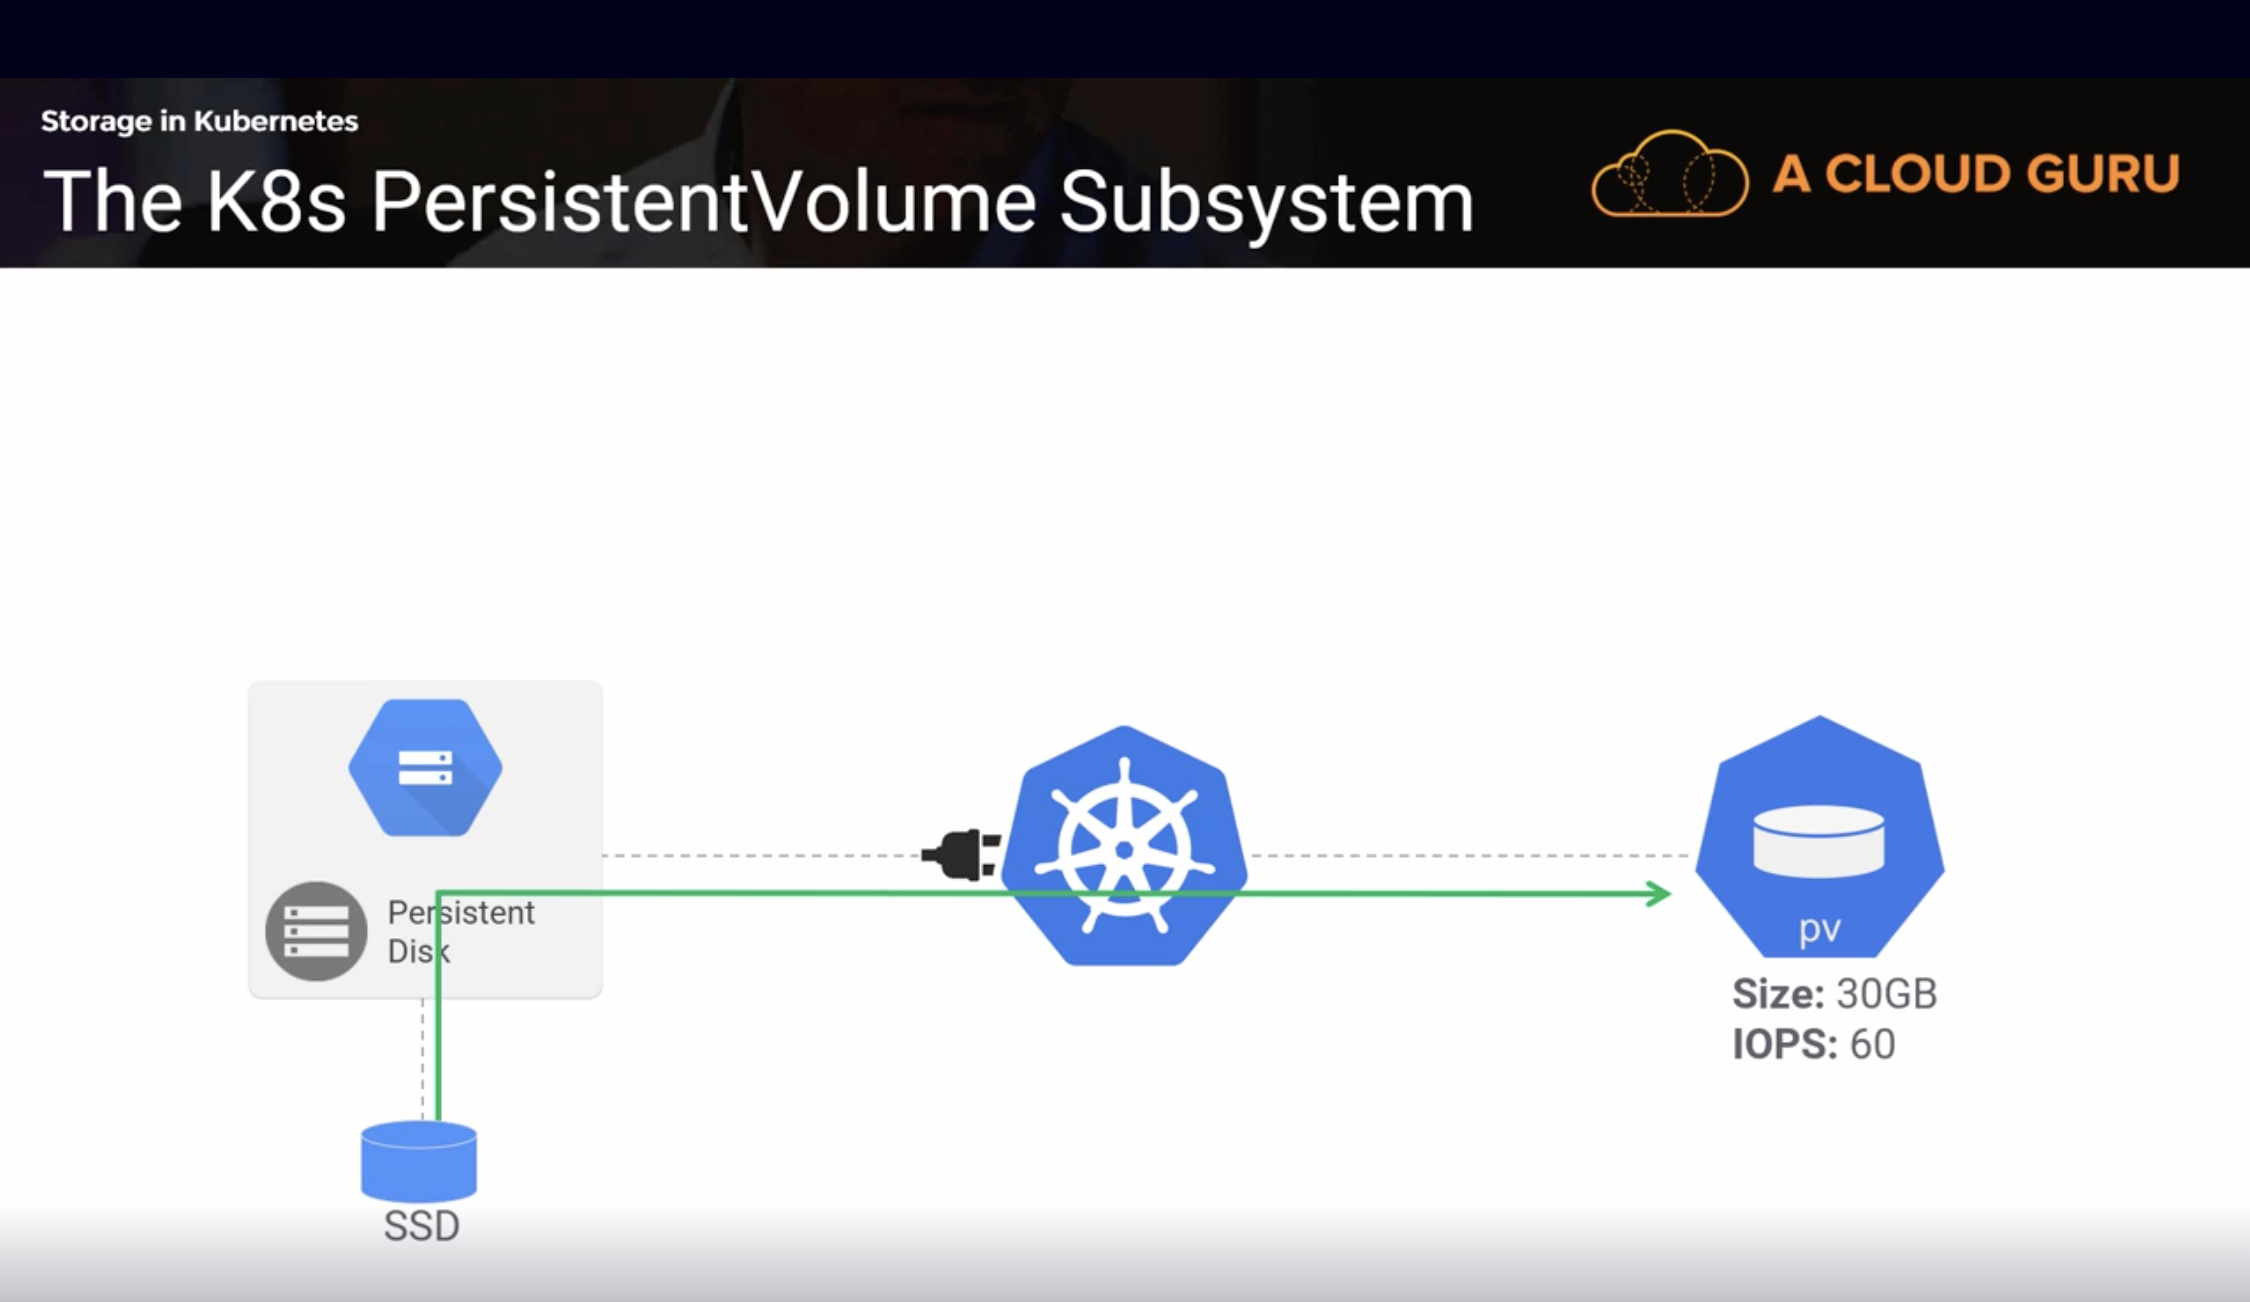 Storage in Kubernetes
The K8s PersistentVolume Subsystem
A CLOUD GURU
Persistent
Disk
pv
Size: 30GB
IOPS: 60
SSD